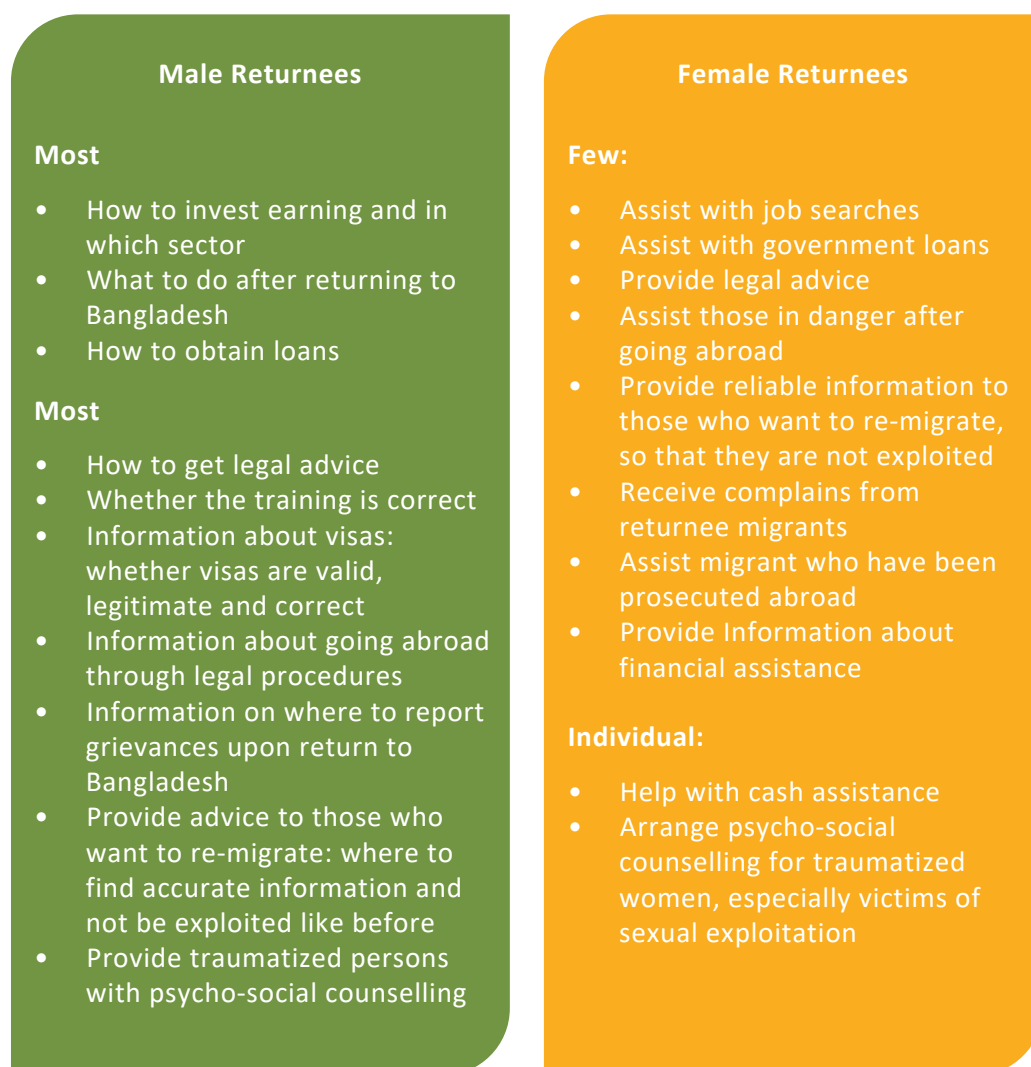 Male Returnees
Most
• How to invest earning and in
which sector
• What to do after returning to
Bangladesh
• How to obtain loans
Most
• How to get legal advice
• Whether the training is correct
• Information about visas:
whether visas are valid,
legitimate and correct
• Information about going abroad
through legal procedures
• Information on where to report
grievances upon return to
Bangladesh
• Provide advice to those who
want to re-migrate: where to
find accurate information and
not be exploited like before
• Provide traumatized persons
with psycho-social counselling
Female Returnees
Few:
• Assist with job searches
• Assist with government loans
• Provide legal advice
• Assist those in danger after
going abroad
• Provide reliable information to
those who want to re-migrate,
so that they are not exploited
• Receive complains from
returnee migrants
• Assist migrant who have been
prosecuted abroad
• Provide Information about
financial assistance
Individual:
• Help with cash assistance
• Arrange psycho-social
counselling for traumatized
women, especially victims of
sexual exploitation